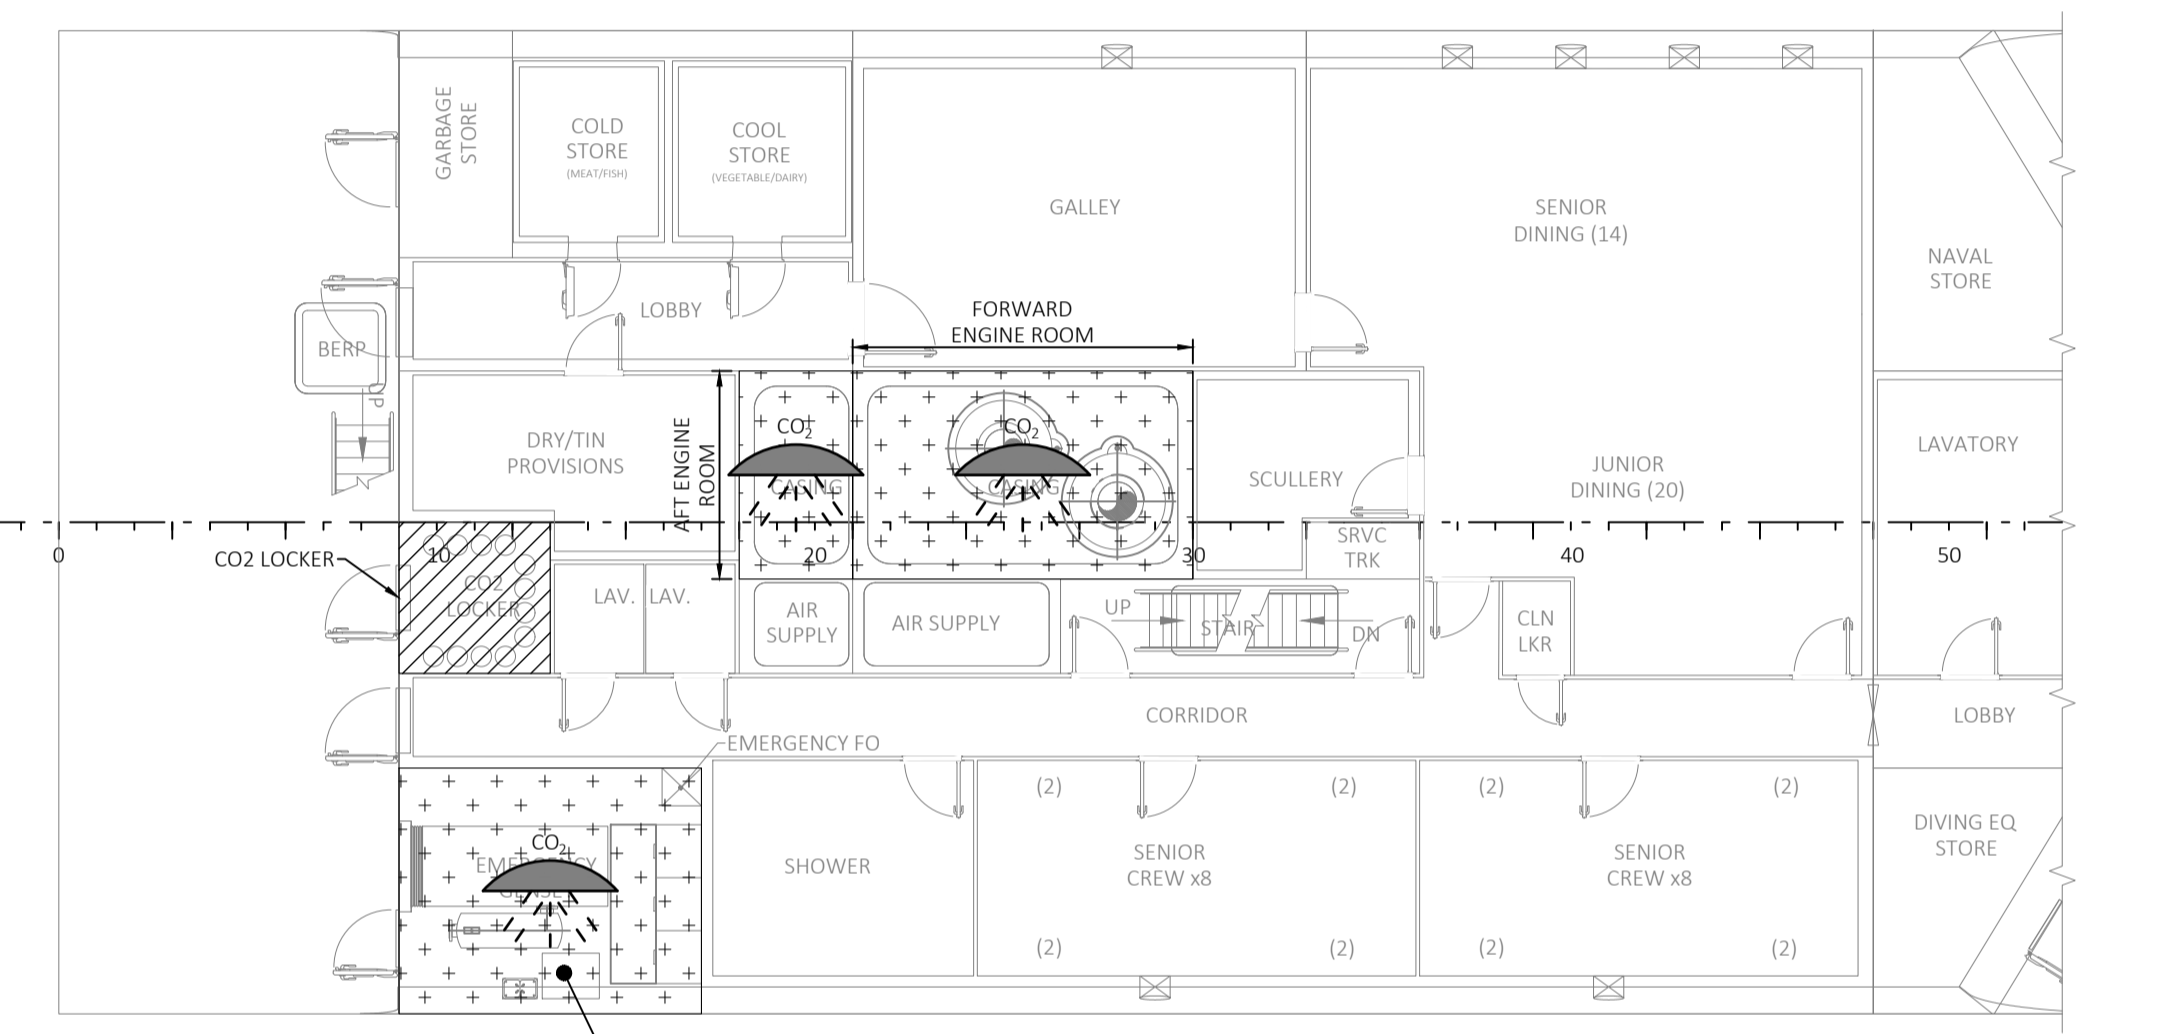 GARBAGE
STORE
COLD
STORE
(MEAT/FISH)
COOL
STORE
(VEGETABLE/DAIRY)
GALLEY
SENIOR
DINING (14)
NAVAL
STORE
LOBBY
FORWARD
ENGINE ROOM
BERP
UP
DRY/TIN
PROVISIONS
AFT ENGINE
ROOM
CO2
CASING
CO2
CASING
SCULLERY
JUNIOR
DINING (20)
LAVATORY
0
10
20
30
40
50
CO2 LOCKER
CO2
LOCKER
LAV.
LAV.
AIR
SUPPLY
AIR SUPPLY
UP
STAIR
DN
SRVC
TRK
CLN
LKR
CORRIDOR
LOBBY
EMERGENCY FO
CO2
EMERGENCY
SHOWER
(2)
(2)
SENIOR
CREW x8
(2)
(2)
(2)
(2)
SENIOR
CREW x8
(2)
(2)
DIVING EQ
STORE